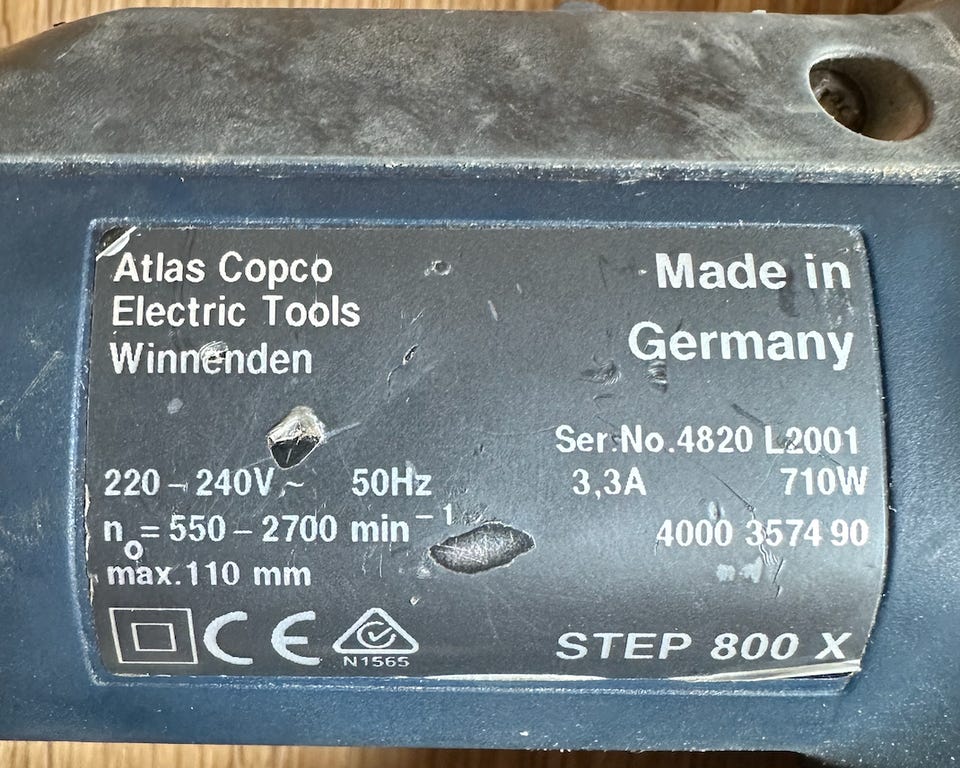 Atlas Copco
Electric Tools
Winnenden
Made in
Germany
Ser.No.4820 L2001
220 – 240V ~ 50Hz 3,3A 710W
n₀ = 550 – 2700 min⁻¹ 4000 3574 90
max.110 mm
CE
N1565
STEP 800 X